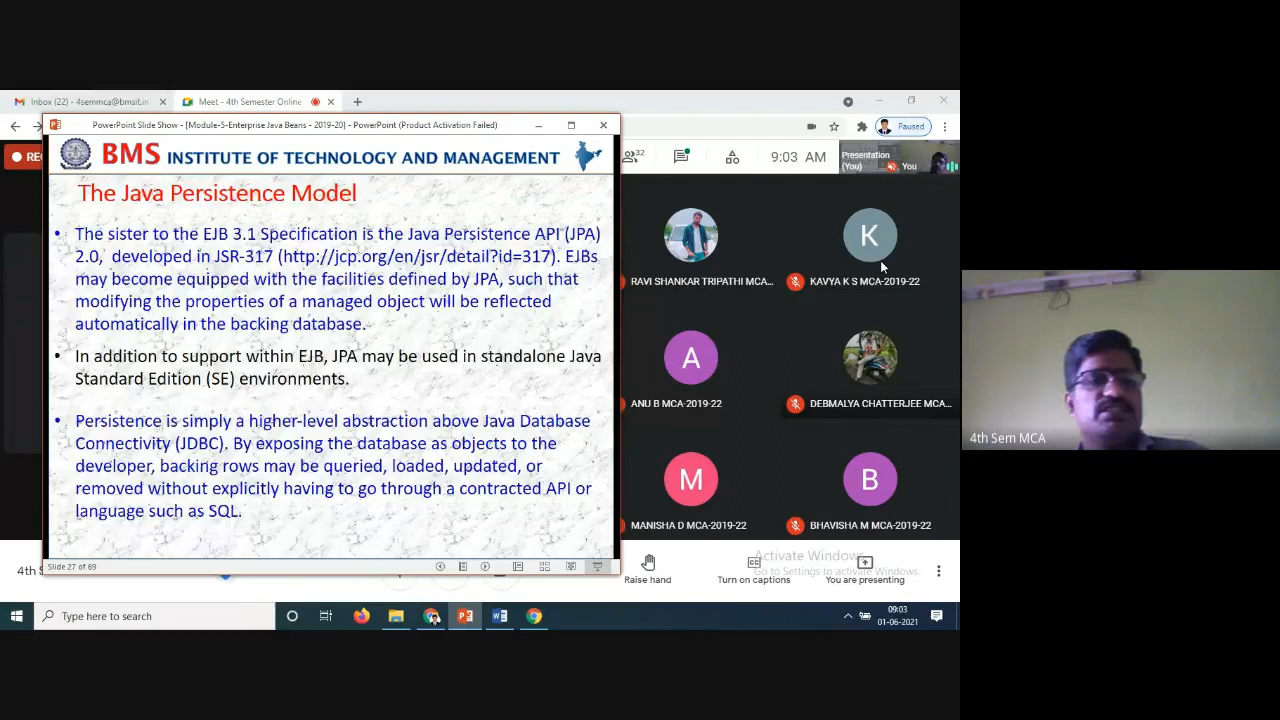 Inbox (22) - 4semmca@bmsit.in
Meet - 4th Semester Online
PowerPoint Slide Show - [Module-5-Enterprise Java Beans - 2019-20] - PowerPoint (Product Activation Failed)
Paused
REC
BMS INSTITUTE OF TECHNOLOGY AND MANAGEMENT
32
9:03 AM
Presentation
(You)
You
The Java Persistence Model
• The sister to the EJB 3.1 Specification is the Java Persistence API (JPA)
2.0, developed in JSR-317 (http://jcp.org/en/jsr/detail?id=317). EJBs
may become equipped with the facilities defined by JPA, such that
modifying the properties of a managed object will be reflected
automatically in the backing database.
• In addition to support within EJB, JPA may be used in standalone Java
Standard Edition (SE) environments.
• Persistence is simply a higher-level abstraction above Java Database
Connectivity (JDBC). By exposing the database as objects to the
developer, backing rows may be queried, loaded, updated, or
removed without explicitly having to go through a contracted API or
language such as SQL.
Slide 27 of 69
K
RAVI SHANKAR TRIPATHI MCA...
KAVYA K S MCA-2019-22
A
ANU B MCA-2019-22
DEBMALYA CHATTERJEE MCA...
M
B
MANISHA D MCA-2019-22
BHAVISHA M MCA-2019-22
4th Sem MCA
Activate Windows
Go to Settings to activate Windows.
4th S
Raise hand
Turn on captions
You are presenting
Type here to search
09:03
01-06-2021